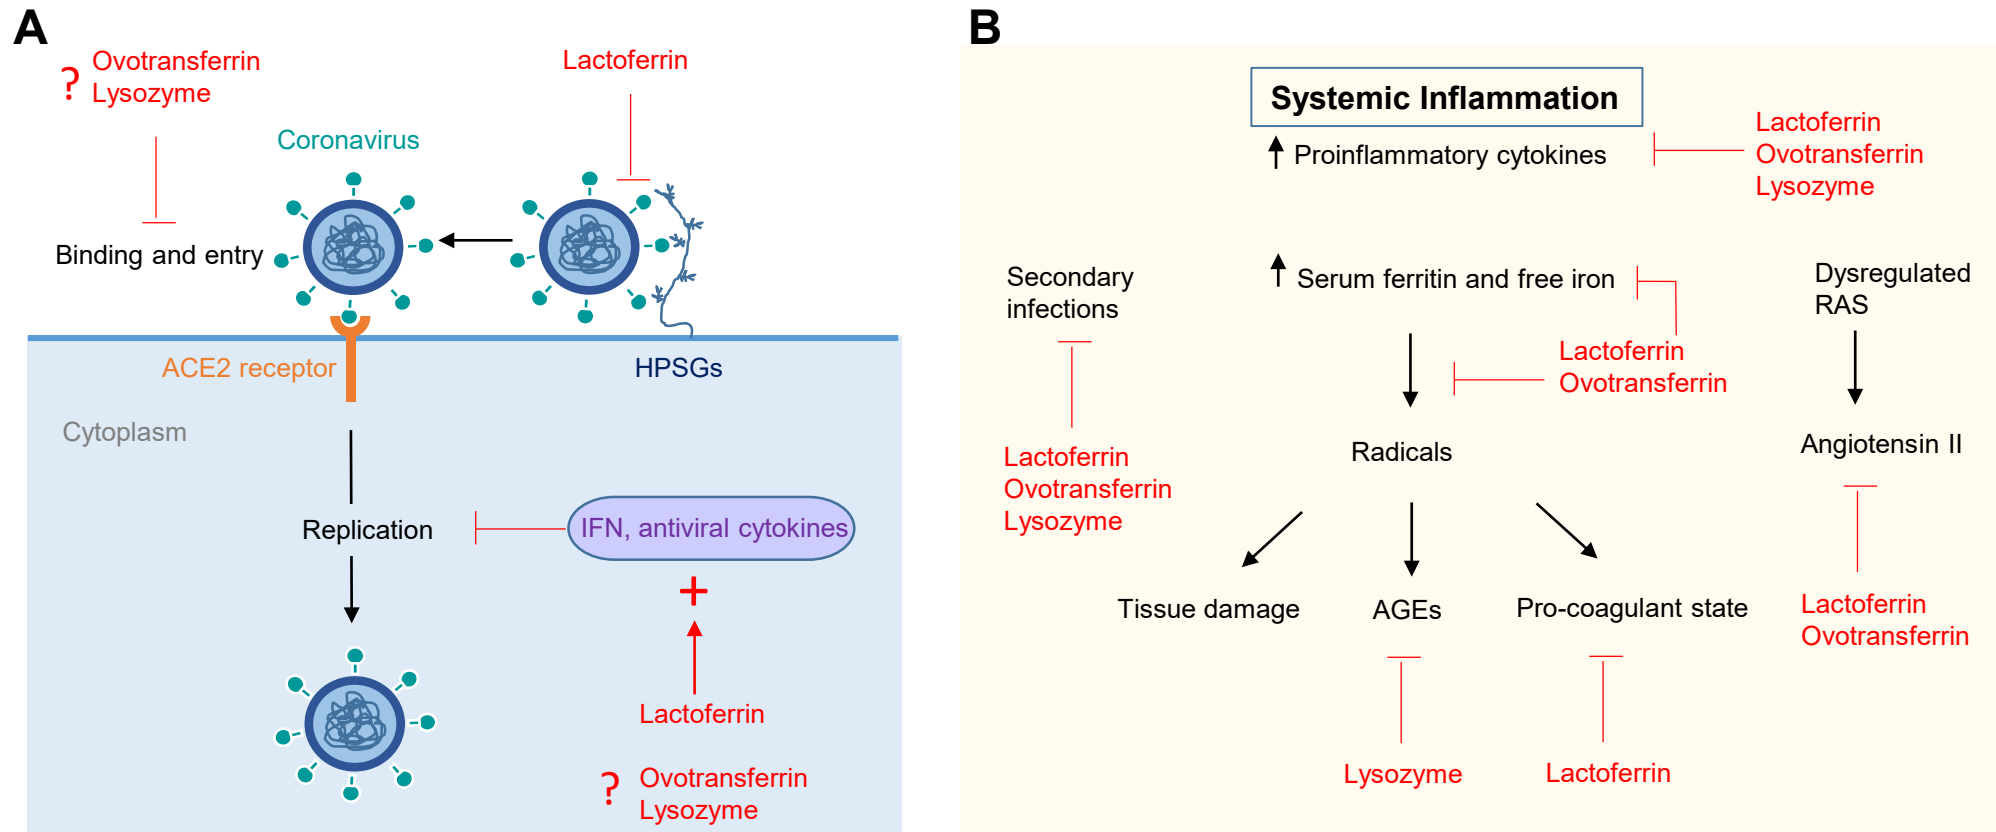 A
Ovotransferrin
? Lysozyme
Lactoferrin
Coronavirus
Binding and entry
ACE2 receptor
HPSGs
Cytoplasm
Replication
IFN, antiviral cytokines
+
Lactoferrin
? Ovotransferrin
Lysozyme
B
Systemic Inflammation
Proinflammatory cytokines
Lactoferrin
Ovotransferrin
Lysozyme
Secondary
infections
Serum ferritin and free iron
Dysregulated
RAS
Lactoferrin
Ovotransferrin
Radicals
Angiotensin II
Lactoferrin
Ovotransferrin
Lysozyme
Tissue damage
AGEs
Pro-coagulant state
Lactoferrin
Ovotransferrin
Lysozyme
Lactoferrin